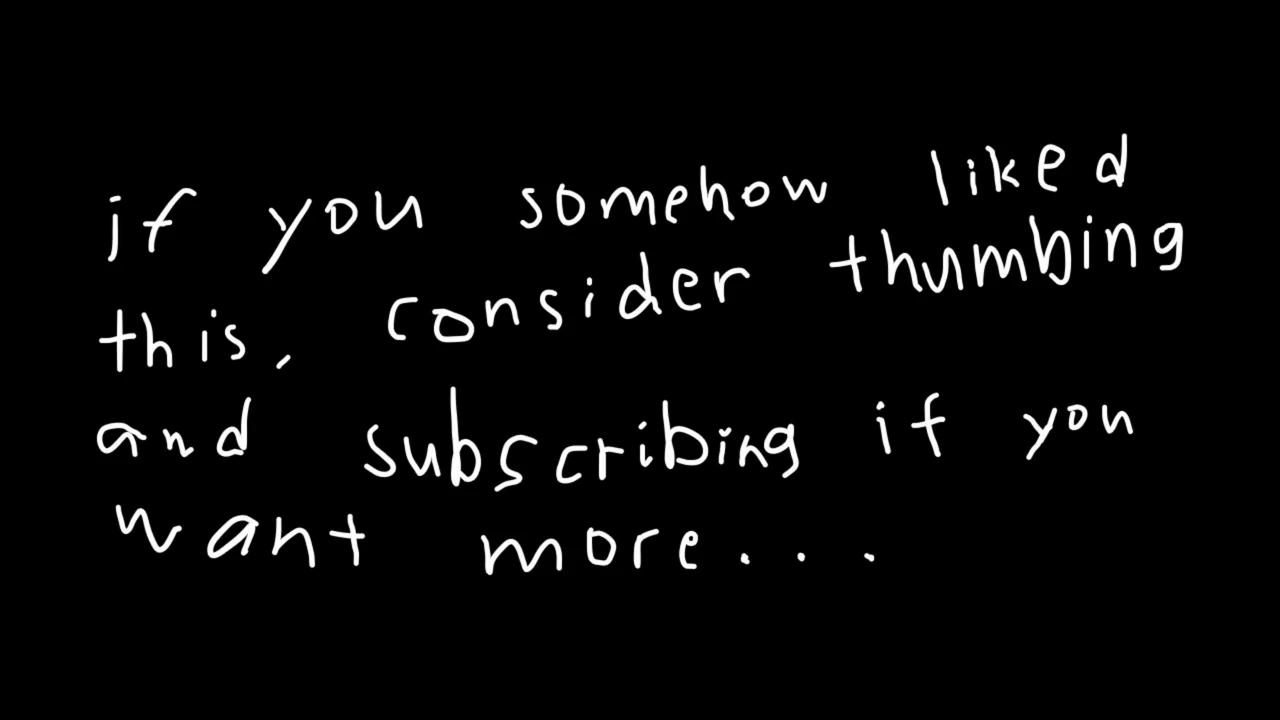 if you somehow liked
this, consider thumbing
and subscribing if you
want more...